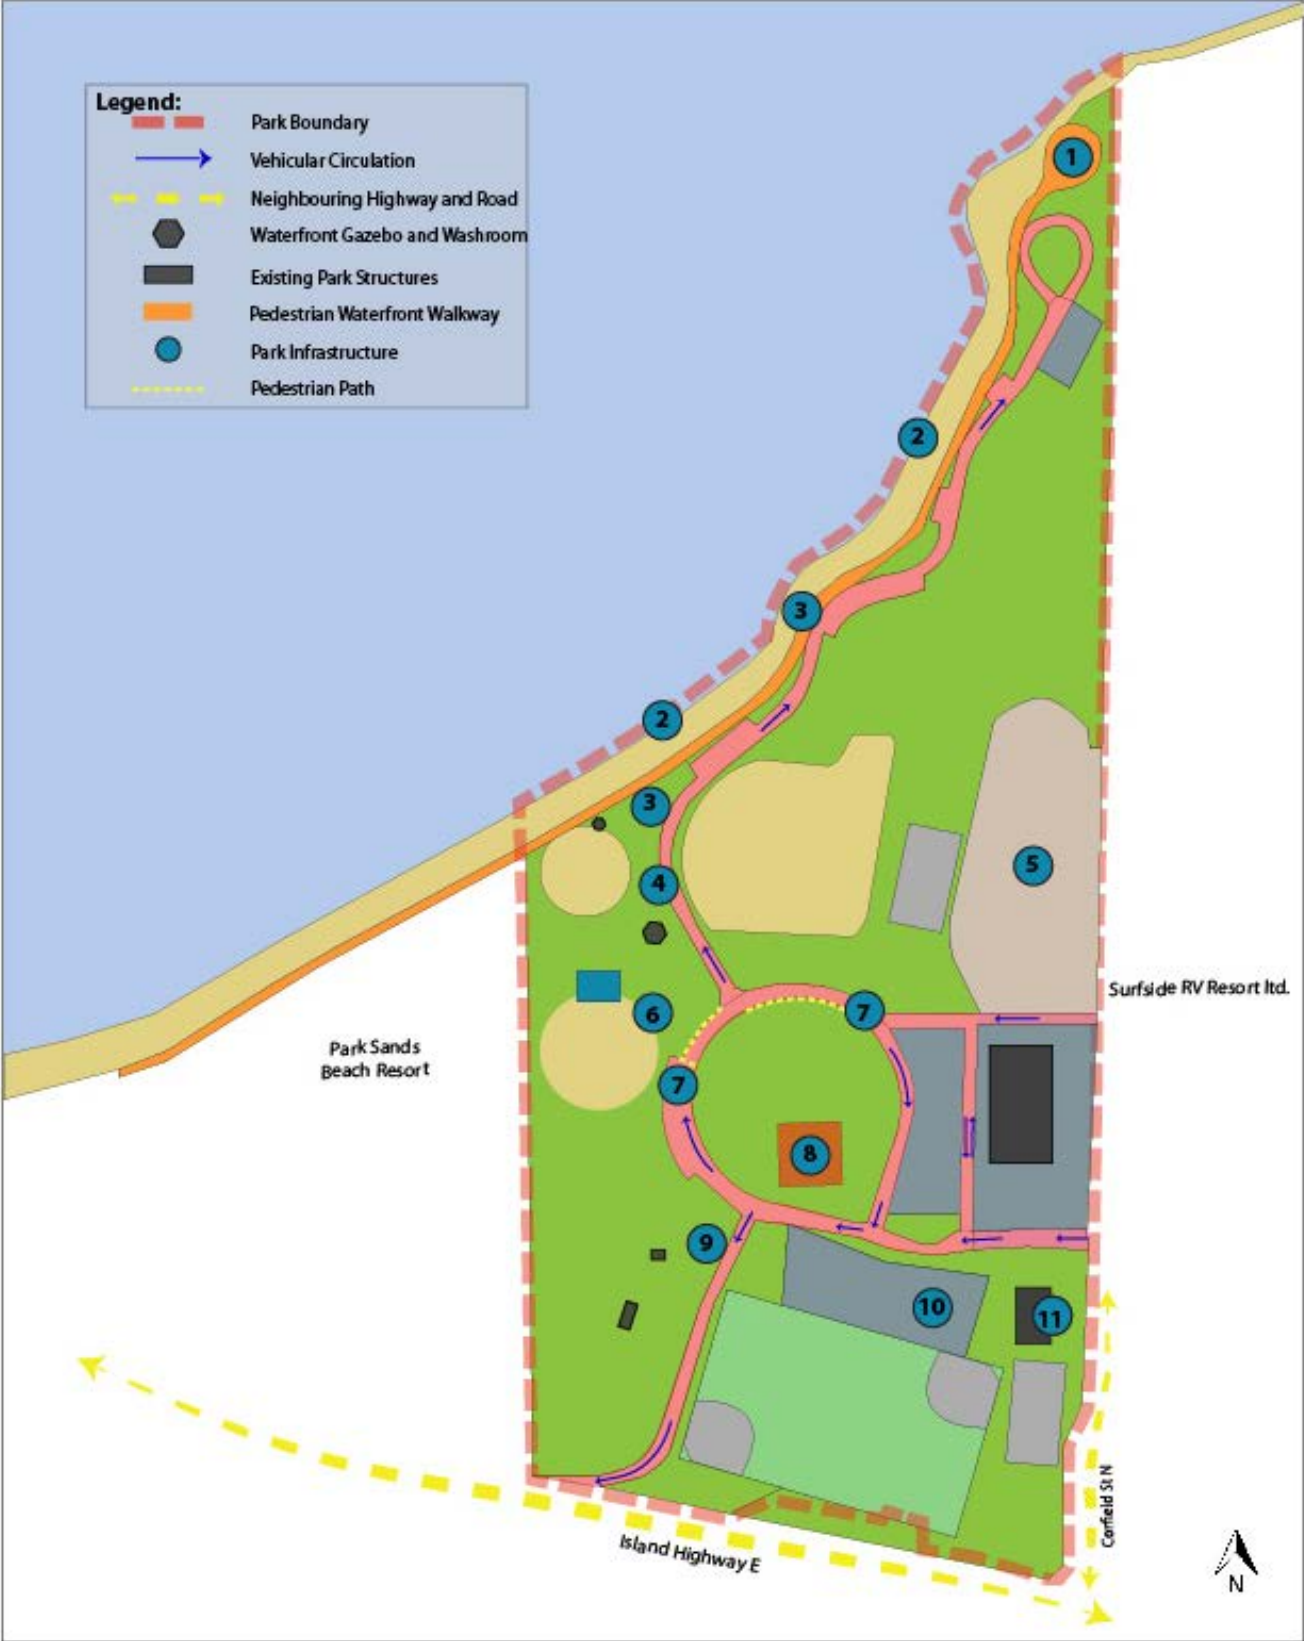 Legend:
Park Boundary
Vehicular Circulation
Neighbouring Highway and Road
Waterfront Gazebo and Washroom
Existing Park Structures
Pedestrian Waterfront Walkway
Park Infrastructure
Pedestrian Path
1
2
3
2
3
4
5
6
7
7
8
9
10
11
Surfside RV Resort ltd.
Park Sands
Beach Resort
Island Highway E
Corfield St N
N